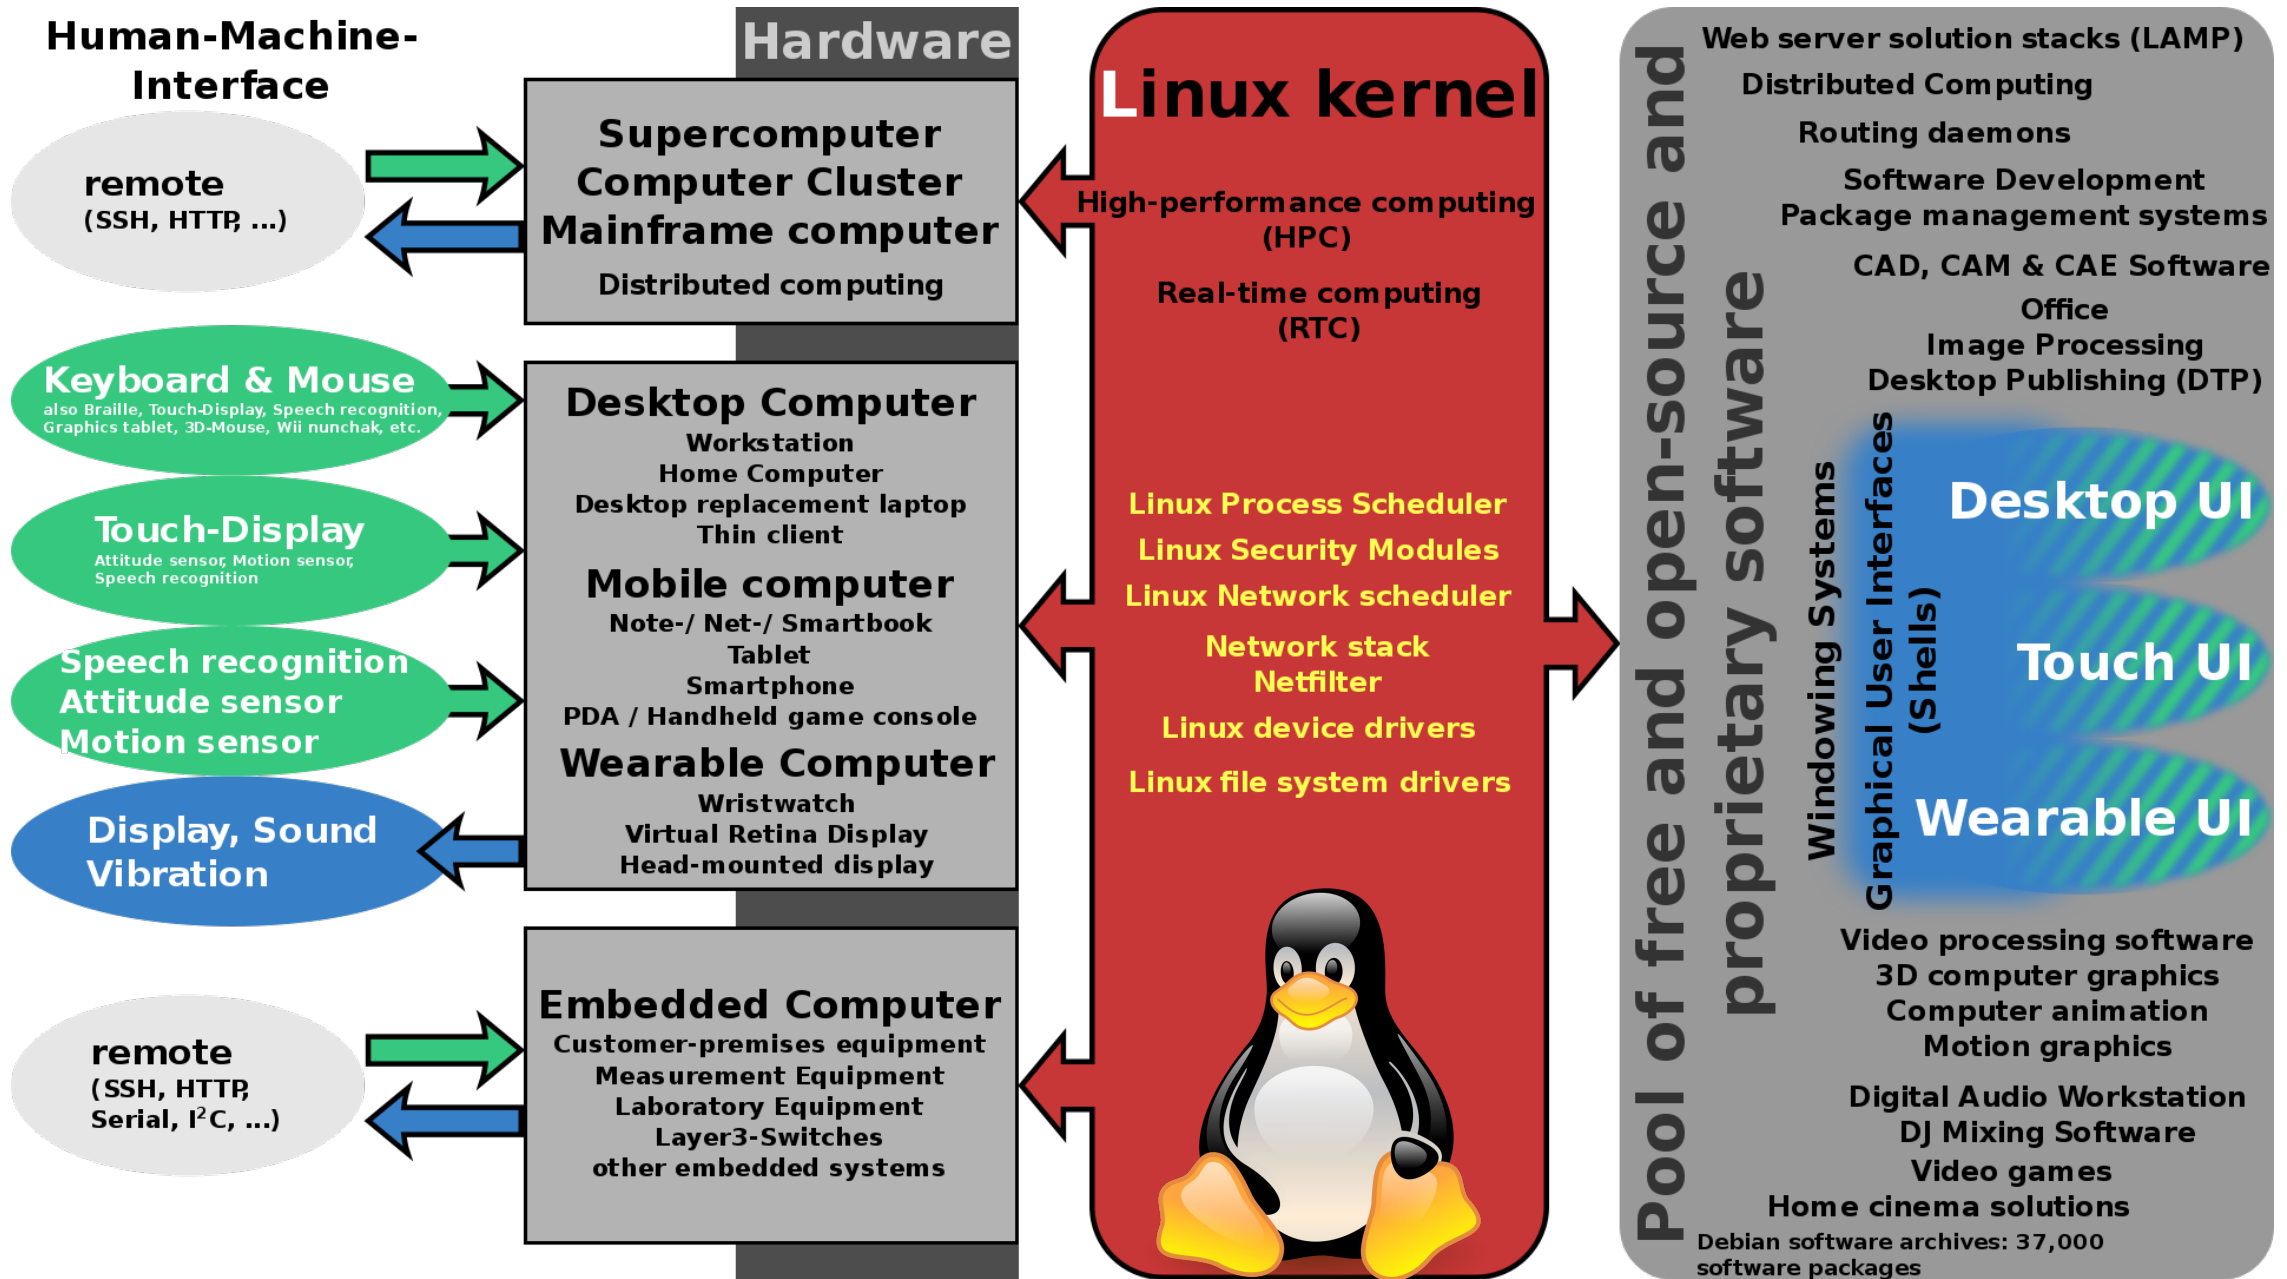 Human-Machine-
Interface
remote
(SSH, HTTP, ...)
Keyboard & Mouse
also Braille, Touch-Display, Speech recognition,
Graphics tablet, 3D-Mouse, Wii nunchak, etc.
Touch-Display
Attitude sensor, Motion sensor,
Speech recognition
Speech recognition
Attitude sensor
Motion sensor
Display, Sound
Vibration
remote
(SSH, HTTP,
Serial, I²C, ...)
Hardware
Supercomputer
Computer Cluster
Mainframe computer
Distributed computing
Desktop Computer
Workstation
Home Computer
Desktop replacement laptop
Thin client
Mobile computer
Note-/ Net-/ Smartbook
Tablet
Smartphone
PDA / Handheld game console
Wearable Computer
Wristwatch
Virtual Retina Display
Head-mounted display
Embedded Computer
Customer-premises equipment
Measurement Equipment
Laboratory Equipment
Layer3-Switches
other embedded systems
Linux kernel
High-performance computing
(HPC)
Real-time computing
(RTC)
Linux Process Scheduler
Linux Security Modules
Linux Network scheduler
Network stack
Netfilter
Linux device drivers
Linux file system drivers
Pool of free and open-source and
proprietary software
Web server solution stacks (LAMP)
Distributed Computing
Routing daemons
Software Development
Package management systems
CAD, CAM & CAE Software
Office
Image Processing
Desktop Publishing (DTP)
Windowing Systems
Graphical User Interfaces
(Shells)
Desktop UI
Touch UI
Wearable UI
Video processing software
3D computer graphics
Computer animation
Motion graphics
Digital Audio Workstation
DJ Mixing Software
Video games
Home cinema solutions
Debian software archives: 37,000
software packages